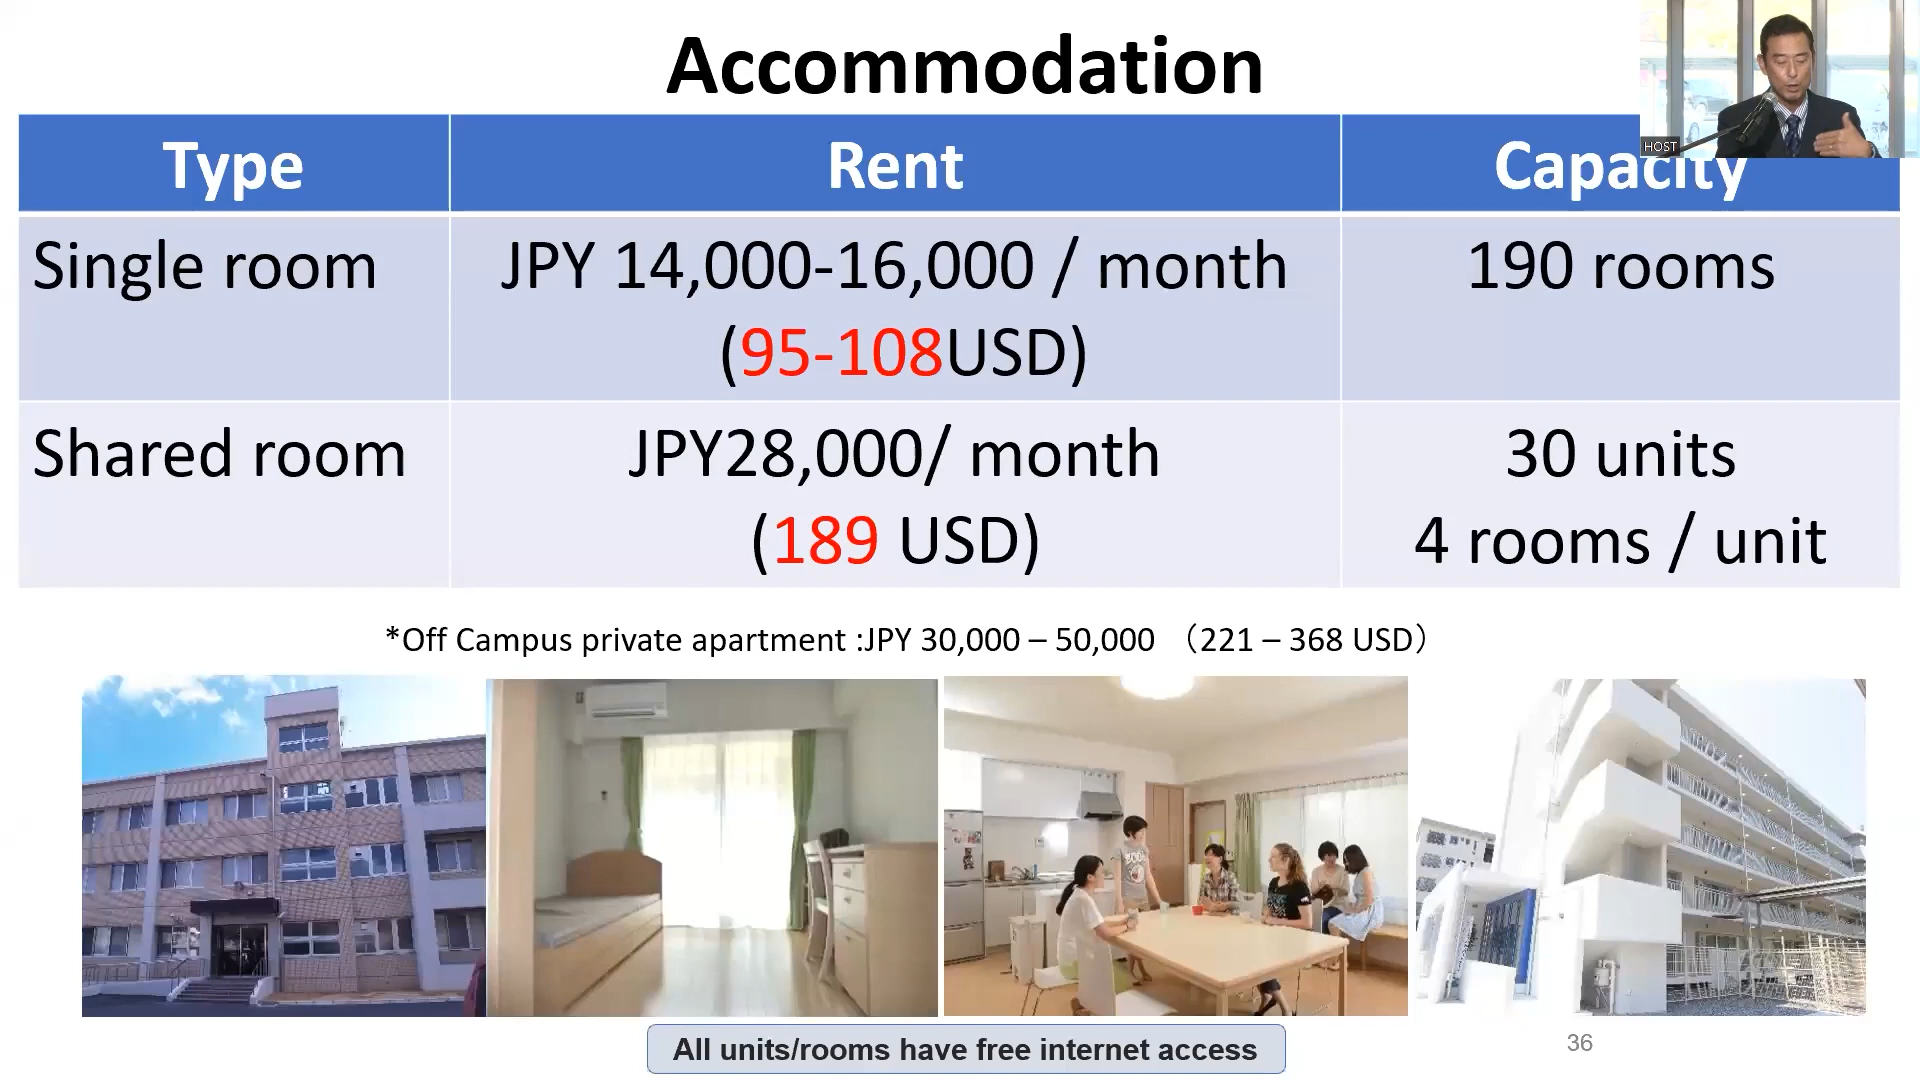 Accommodation
HOST
Type Rent Capacity
Single room JPY 14,000-16,000 / month 190 rooms
(95-108USD)
Shared room JPY28,000/ month 30 units
(189 USD) 4 rooms / unit
*Off Campus private apartment :JPY 30,000 – 50,000 （221 – 368 USD）
All units/rooms have free internet access
36